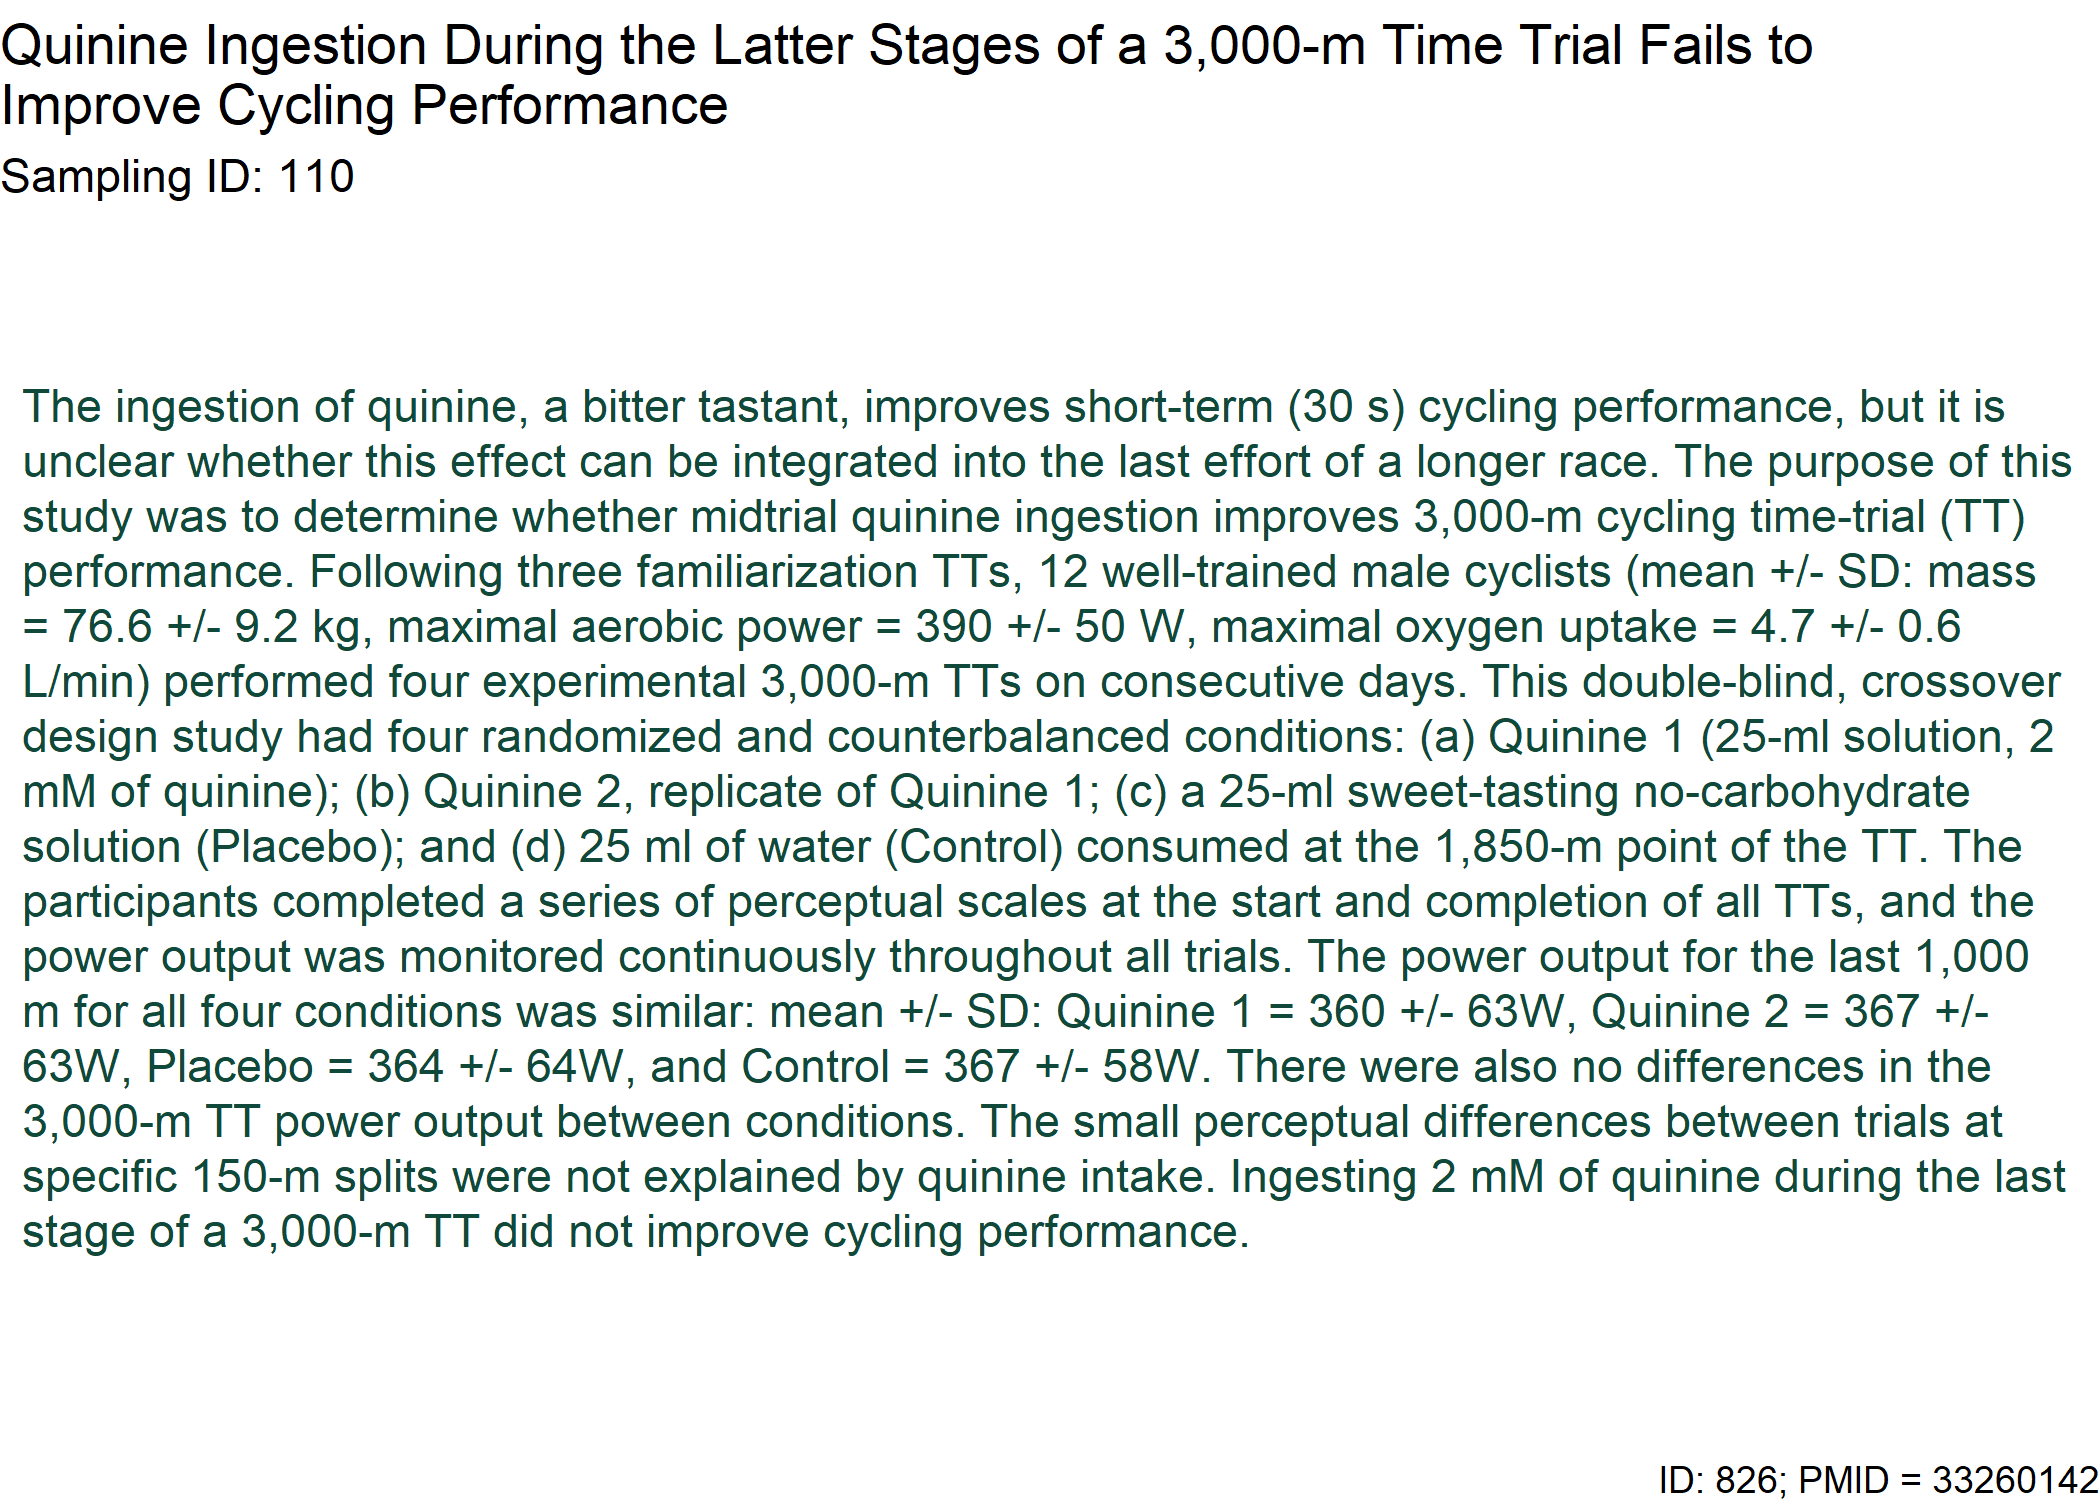 Quinine Ingestion During the Latter Stages of a 3,000-m Time Trial Fails to
Improve Cycling Performance
Sampling ID: 110
The ingestion of quinine, a bitter tastant, improves short-term (30 s) cycling performance, but it is
unclear whether this effect can be integrated into the last effort of a longer race. The purpose of this
study was to determine whether midtrial quinine ingestion improves 3,000-m cycling time-trial (TT)
performance. Following three familiarization TTs, 12 well-trained male cyclists (mean +/- SD: mass
= 76.6 +/- 9.2 kg, maximal aerobic power = 390 +/- 50 W, maximal oxygen uptake = 4.7 +/- 0.6
L/min) performed four experimental 3,000-m TTs on consecutive days. This double-blind, crossover
design study had four randomized and counterbalanced conditions: (a) Quinine 1 (25-ml solution, 2
mM of quinine); (b) Quinine 2, replicate of Quinine 1; (c) a 25-ml sweet-tasting no-carbohydrate
solution (Placebo); and (d) 25 ml of water (Control) consumed at the 1,850-m point of the TT. The
participants completed a series of perceptual scales at the start and completion of all TTs, and the
power output was monitored continuously throughout all trials. The power output for the last 1,000
m for all four conditions was similar: mean +/- SD: Quinine 1 = 360 +/- 63W, Quinine 2 = 367 +/-
63W, Placebo = 364 +/- 64W, and Control = 367 +/- 58W. There were also no differences in the
3,000-m TT power output between conditions. The small perceptual differences between trials at
specific 150-m splits were not explained by quinine intake. Ingesting 2 mM of quinine during the last
stage of a 3,000-m TT did not improve cycling performance.
ID: 826; PMID = 33260142